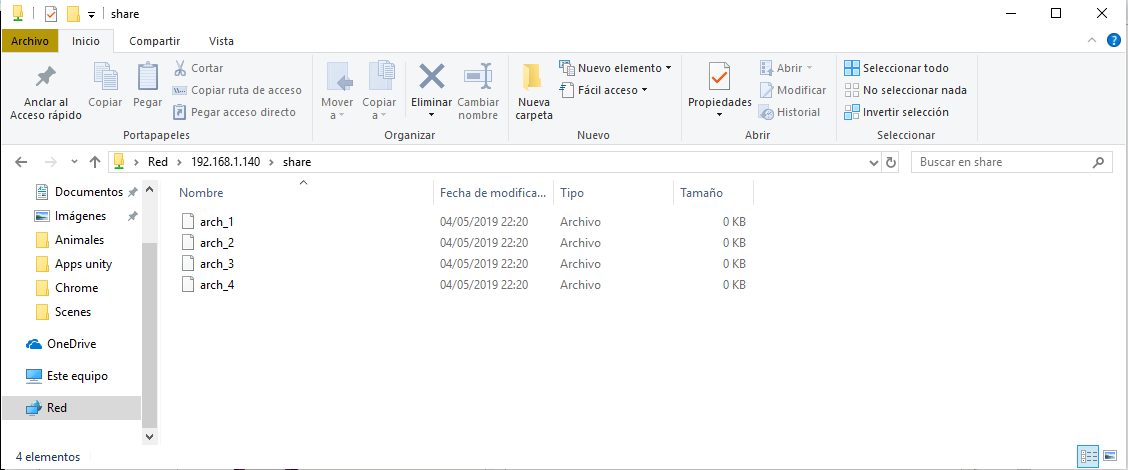 share
Archivo Inicio Compartir Vista
Anclar al Acceso rápido
Copiar
Pegar
Cortar
Copiar ruta de acceso
Pegar acceso directo
Portapapeles
Mover a
Copiar a
Eliminar
Cambiar nombre
Organizar
Nueva carpeta
Nuevo elemento
Fácil acceso
Nuevo
Propiedades
Abrir
Modificar
Historial
Abrir
Seleccionar todo
No seleccionar nada
Invertir selección
Seleccionar
Red 192.168.1.140 share
Buscar en share
Documentos
Imágenes
Animales
Apps unity
Chrome
Scenes
OneDrive
Este equipo
Red
Nombre Fecha de modifica... Tipo Tamaño
arch_1 04/05/2019 22:20 Archivo 0 KB
arch_2 04/05/2019 22:20 Archivo 0 KB
arch_3 04/05/2019 22:20 Archivo 0 KB
arch_4 04/05/2019 22:20 Archivo 0 KB
4 elementos